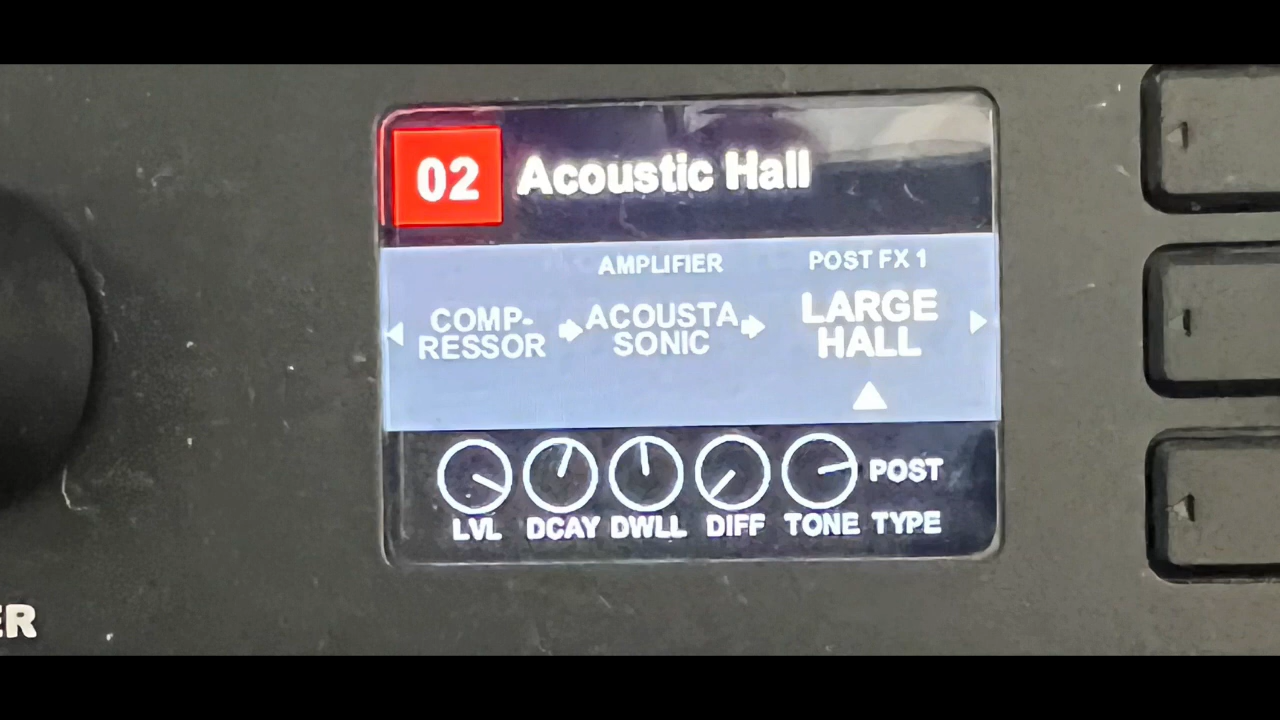 02 Acoustic Hall
AMPLIFIER POST FX 1
COMP-
RESSOR
ACOUSTA
SONIC
LARGE
HALL
POST
LVL DCAY DWLL DIFF TONE TYPE
ER